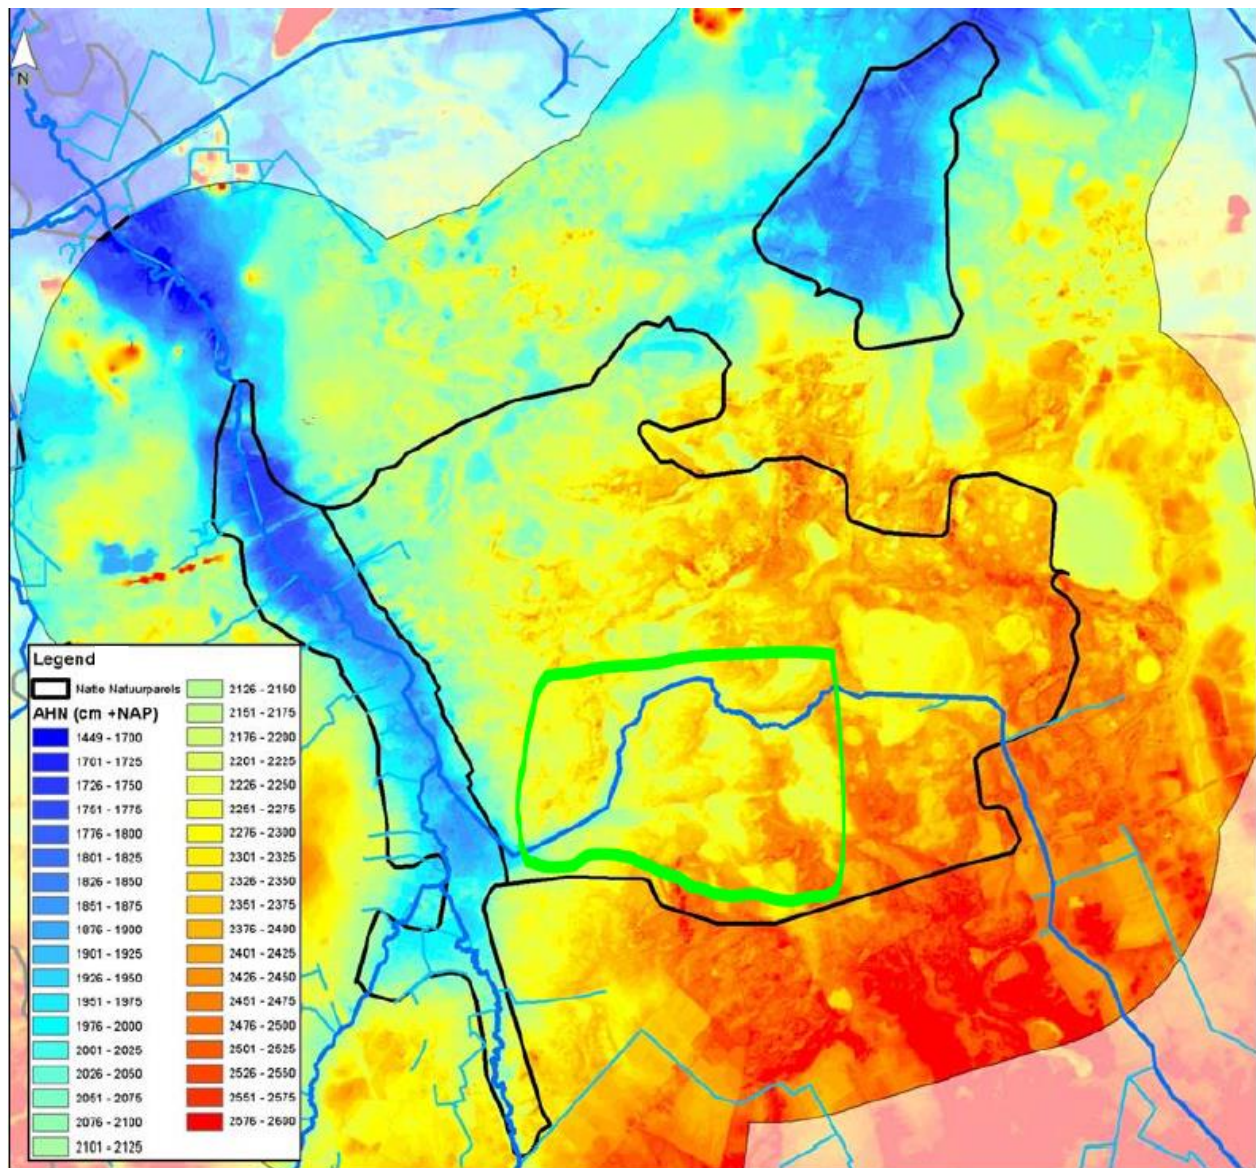 N
Legend
Natte Natuurparels
AHN (cm +NAP)
1449 - 1700
1701 - 1725
1726 - 1750
1751 - 1775
1776 - 1800
1801 - 1825
1826 - 1850
1851 - 1875
1876 - 1900
1901 - 1925
1926 - 1950
1951 - 1975
1976 - 2000
2001 - 2025
2026 - 2050
2051 - 2075
2076 - 2100
2101 - 2125
2126 - 2150
2151 - 2175
2176 - 2200
2201 - 2225
2226 - 2250
2251 - 2275
2276 - 2300
2301 - 2325
2326 - 2350
2351 - 2375
2376 - 2400
2401 - 2425
2426 - 2450
2451 - 2475
2476 - 2500
2501 - 2525
2526 - 2550
2551 - 2575
2576 - 2600